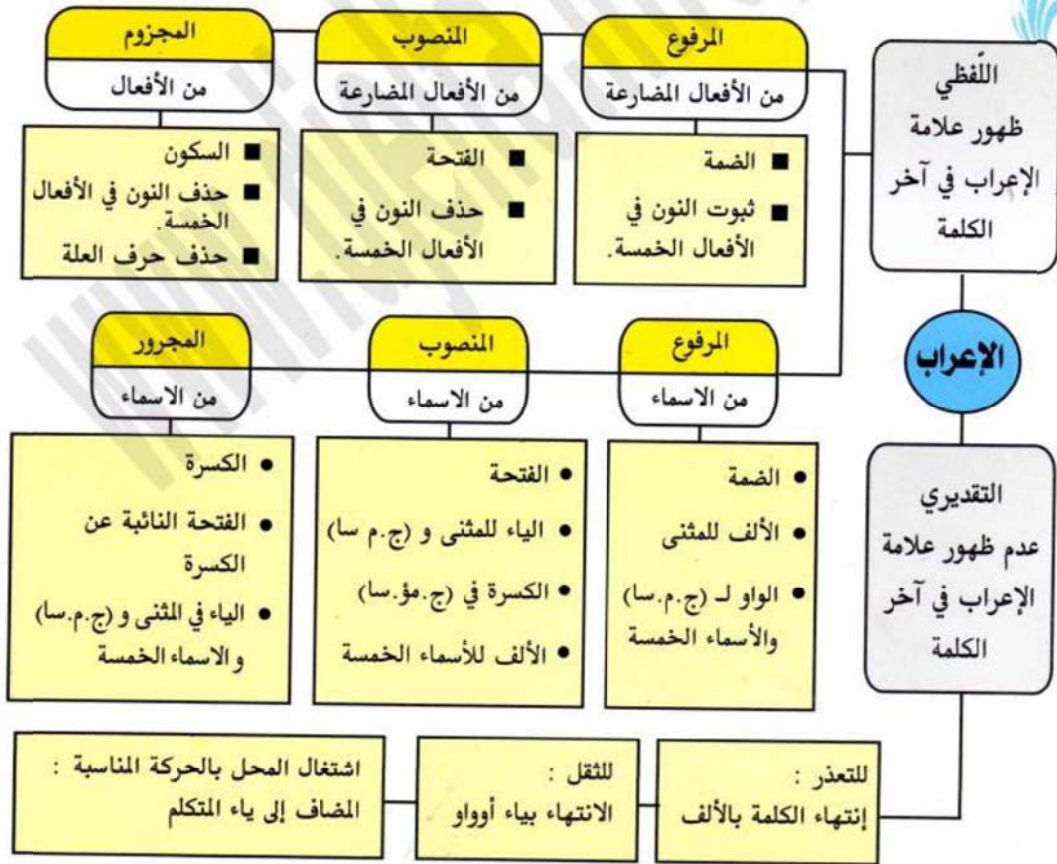 اللّفظي
ظهور علامة
الإعراب في آخر
الكلمة
المرفوع
من الأفعال المضارعة
■ الضمة
■ ثبوت النون في
الأفعال الخمسة.
المنصوب
من الأفعال المضارعة
■ الفتحة
■ حذف النون في
الأفعال الخمسة.
المجزوم
من الأفعال
■ السكون
■ حذف النون في الأفعال
الخمسة.
■ حذف حرف العلة
الإعراب
المرفوع
من الاسماء
• الضمة
• الألف للمثنى
• الواو لـ (ج.م.سا)
والأسماء الخمسة
المنصوب
من الاسماء
• الفتحة
• الياء للمثنى و (ج.م سا)
• الكسرة في (ج.مؤ.سا)
• الألف للأسماء الخمسة
المجرور
من الاسماء
• الكسرة
• الفتحة النائبة عن
الكسرة
• الياء في المثنى و (ج.م.سا)
و الاسماء الخمسة
التقديري
عدم ظهور علامة
الإعراب في آخر
الكلمة
للتعذر :
إنتهاء الكلمة بالألف
للثقل :
الانتهاء بياء أوواو
اشتغال المحل بالحركة المناسبة :
المضاف إلى ياء المتكلم